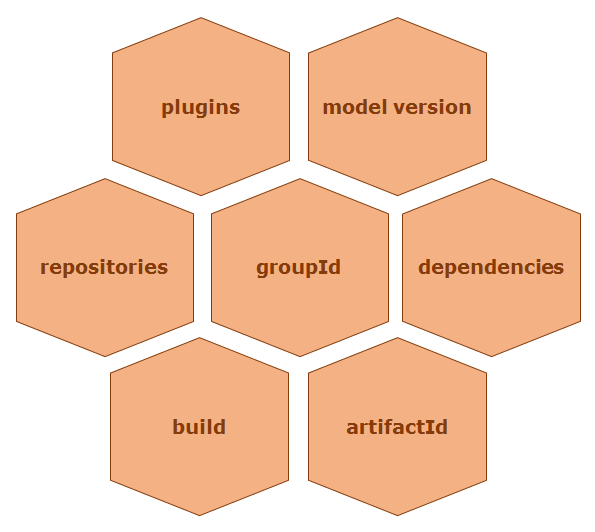 plugins
model version
repositories
groupId
dependencies
build
artifactId